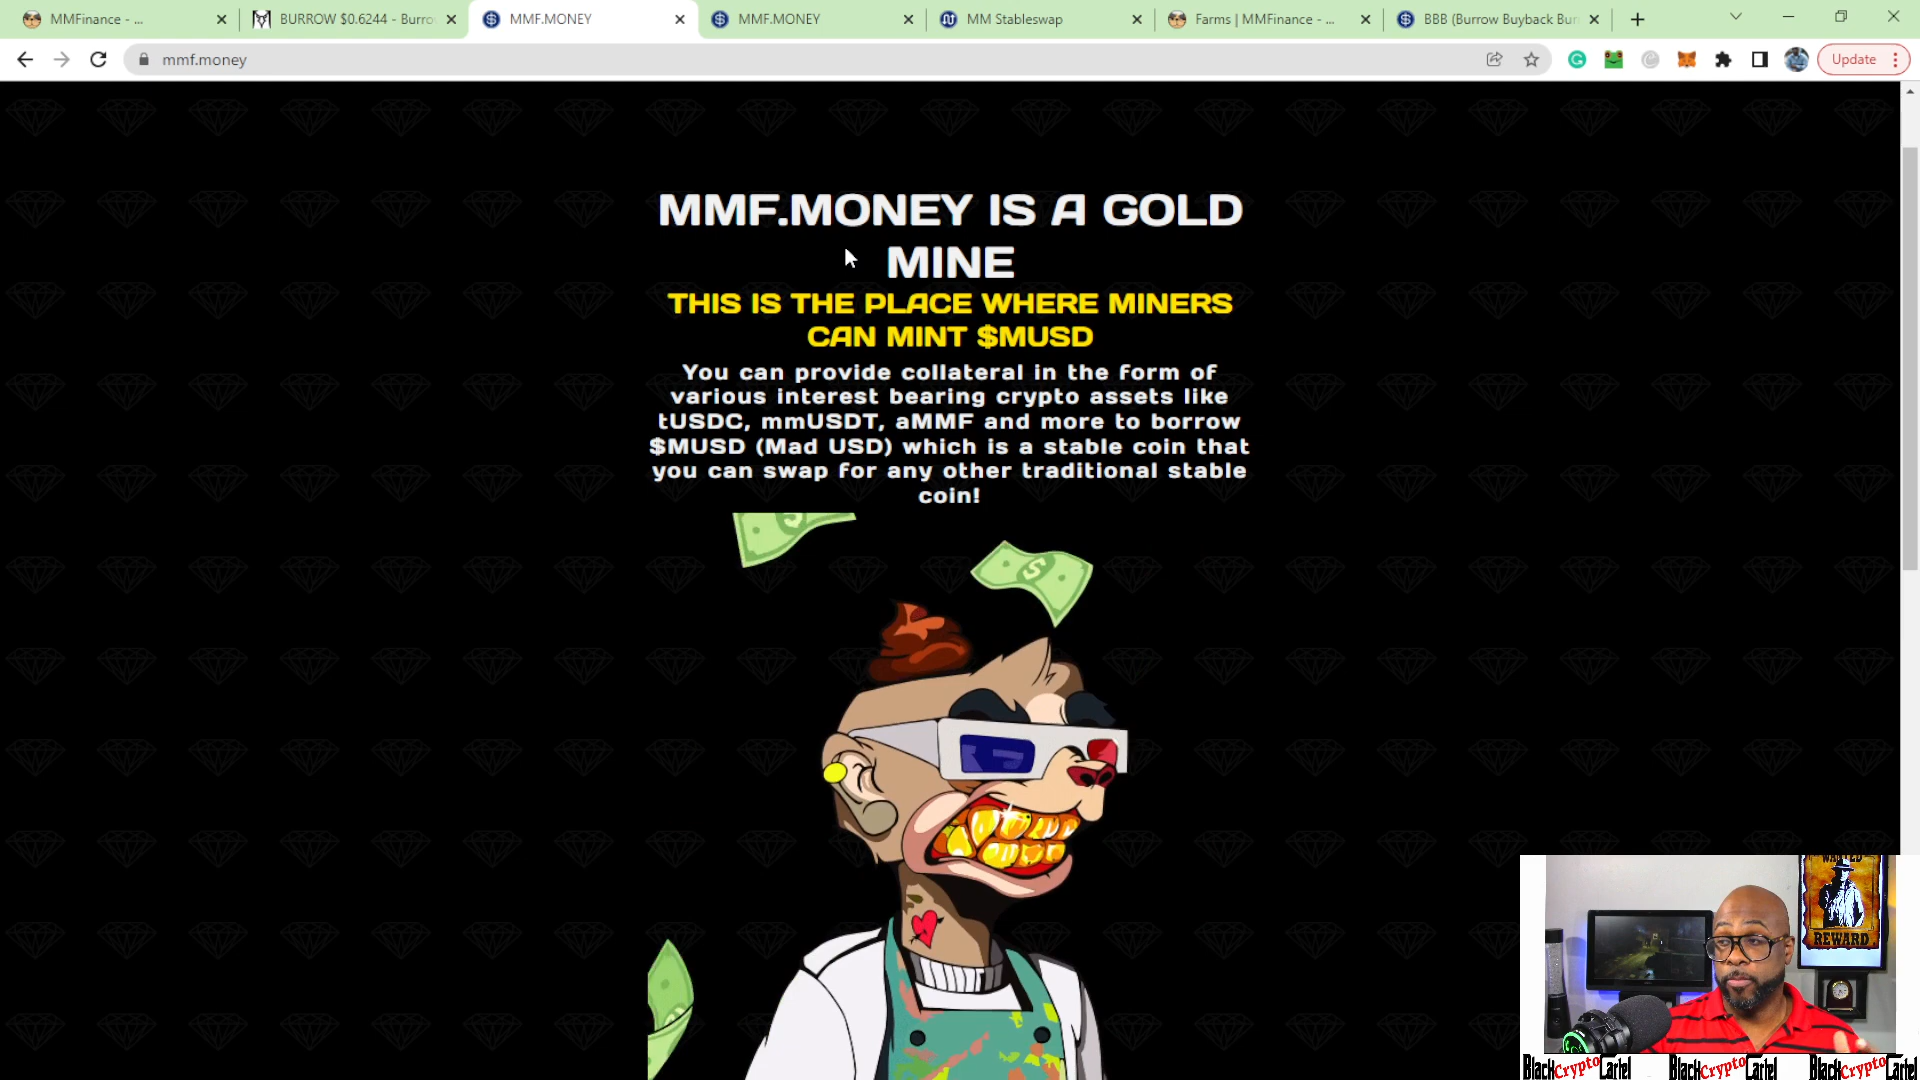 MMFinance - ...
BURROW $0.6244 - Burro
MMF.MONEY
MMF.MONEY
MM Stableswap
Farms | MMFinance - ...
BBB (Burrow Buyback Bur
mmf.money
Update
MMF.MONEY IS A GOLD
MINE
THIS IS THE PLACE WHERE MINERS
CAN MINT $MUSD
You can provide collateral in the form of
various interest bearing crypto assets like
tUSDC, mmUSDT, aMMF and more to borrow
$MUSD (Mad USD) which is a stable coin that
you can swap for any other traditional stable
coin!
WANTED
REWARD
BlackCryptoCartel BlackCryptoCartel BlackCryptoCartel